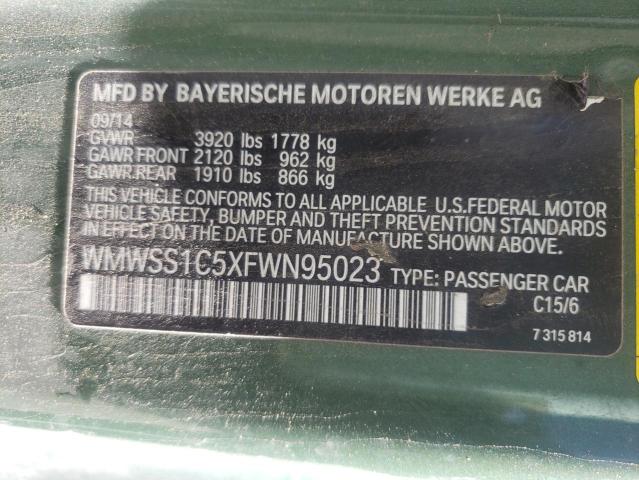 MFD BY BAYERISCHE MOTOREN WERKE AG
09/14
GVWR 3920 lbs 1778 kg
GAWR FRONT 2120 lbs 962 kg
GAWR REAR 1910 lbs 866 kg
THIS VEHICLE CONFORMS TO ALL APPLICABLE U.S.FEDERAL MOTOR
VEHICLE SAFETY, BUMPER AND THEFT PREVENTION STANDARDS
IN EFFECT ON THE DATE OF MANUFACTURE SHOWN ABOVE.
WMWSS1C5XFWN95023 TYPE: PASSENGER CAR
C15/6
7 315 814